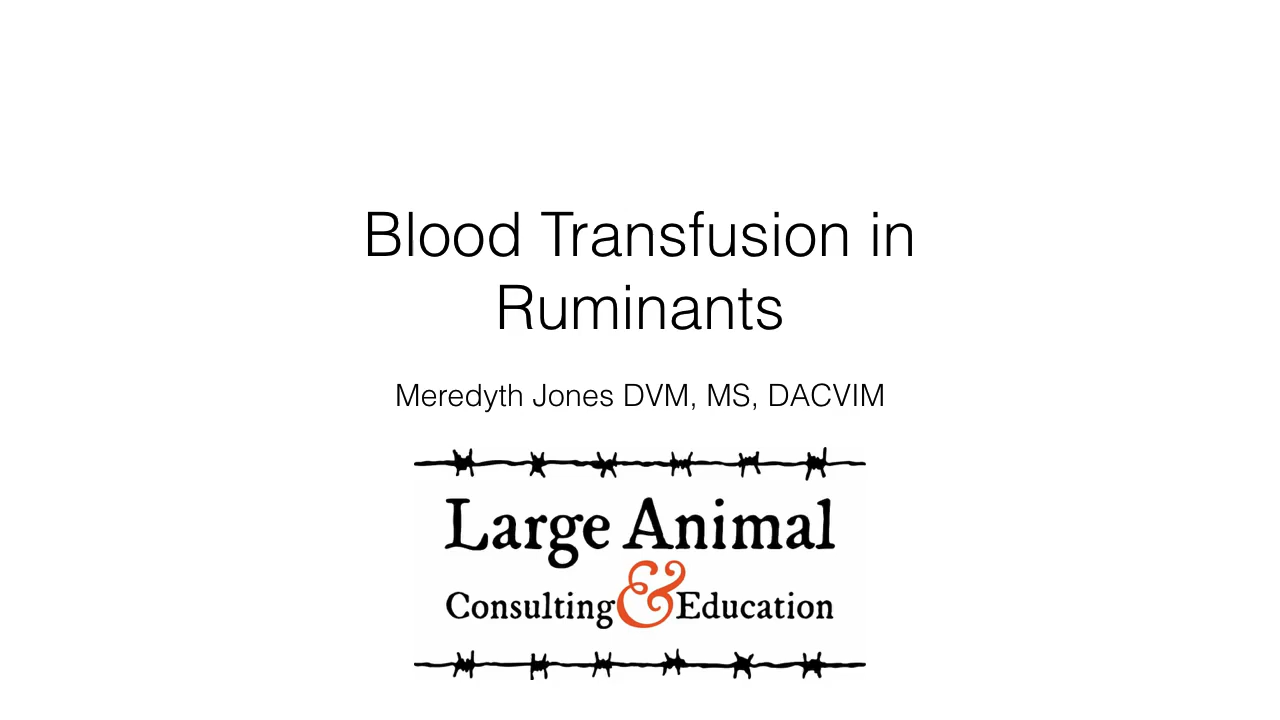 Blood Transfusion in
Ruminants
Meredyth Jones DVM, MS, DACVIM
Large Animal
Consulting & Education